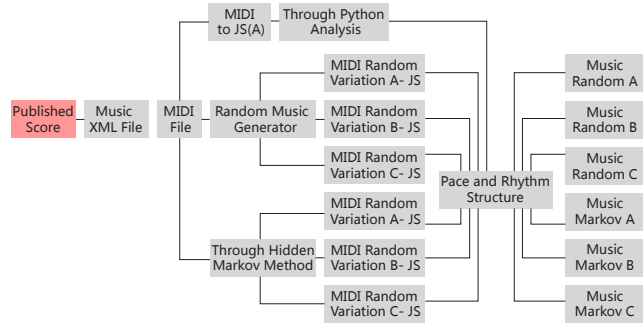 MIDI
to JS(A)
Through Python
Analysis
Published
Score
Music
XML File
MIDI
File
Random Music
Generator
Through Hidden
Markov Method
MIDI Random
Variation A- JS
MIDI Random
Variation B- JS
MIDI Random
Variation C- JS
MIDI Random
Variation A- JS
MIDI Random
Variation B- JS
MIDI Random
Variation C- JS
Pace and Rhythm
Structure
Music
Random A
Music
Random B
Music
Random C
Music
Markov A
Music
Markov B
Music
Markov C